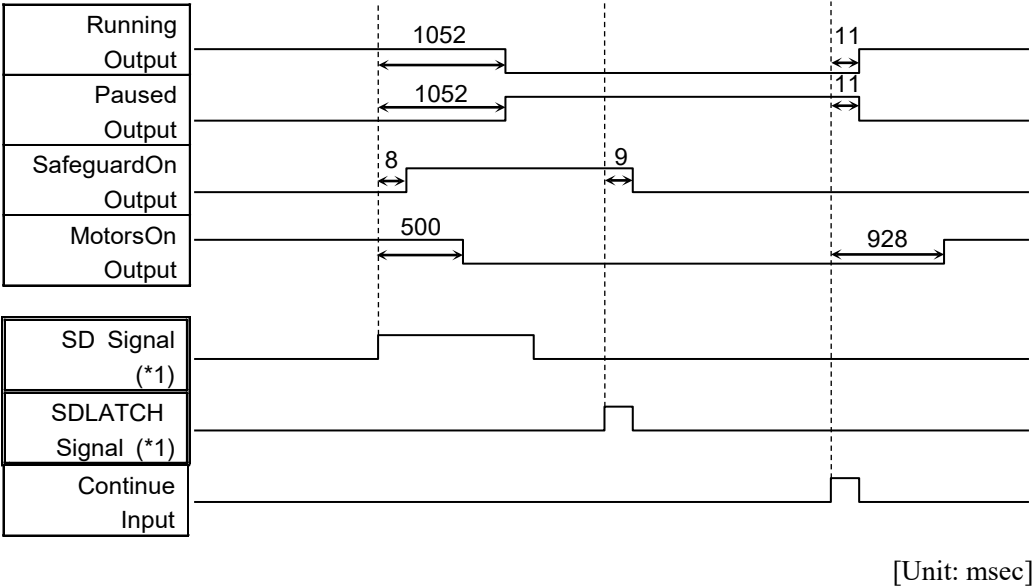 Running
Output
1052
11
Paused
Output
1052
11
SafeguardOn
Output
8
9
MotorsOn
Output
500
928
SD Signal
(*1)
SDLATCH
Signal (*1)
Continue
Input
[Unit: msec]